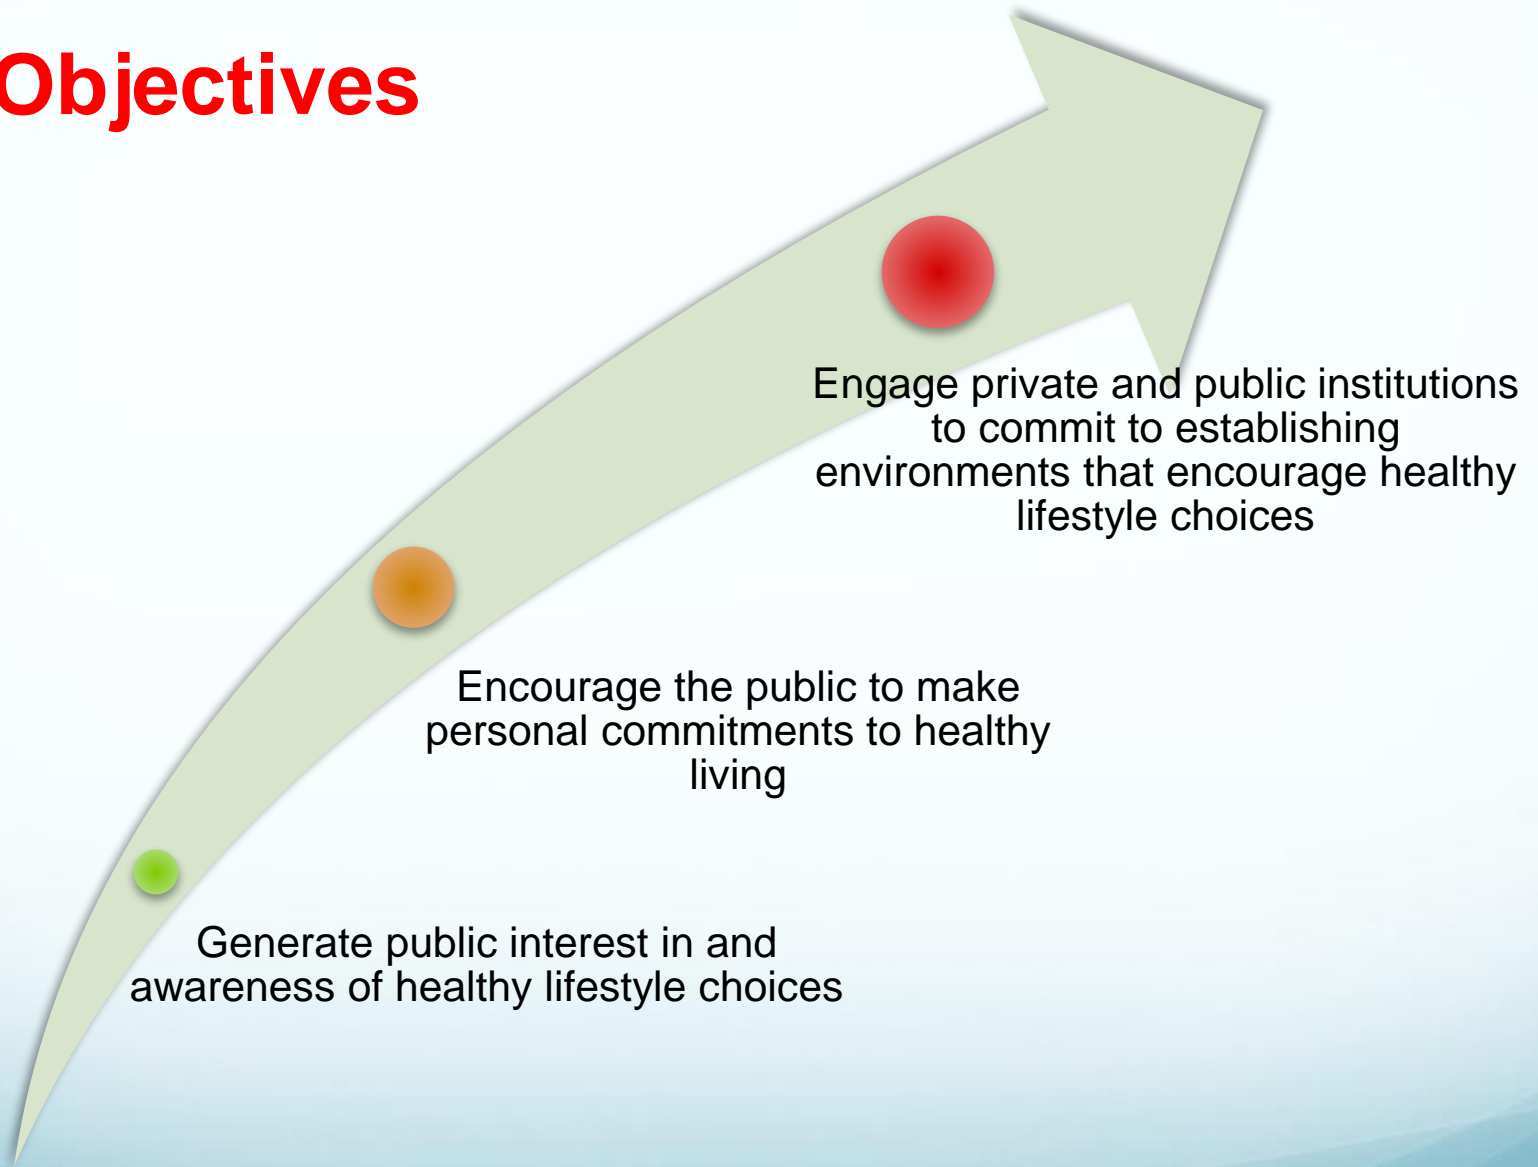 Objectives
Engage private and public institutions
to commit to establishing
environments that encourage healthy
lifestyle choices
Encourage the public to make
personal commitments to healthy
living
Generate public interest in and
awareness of healthy lifestyle choices